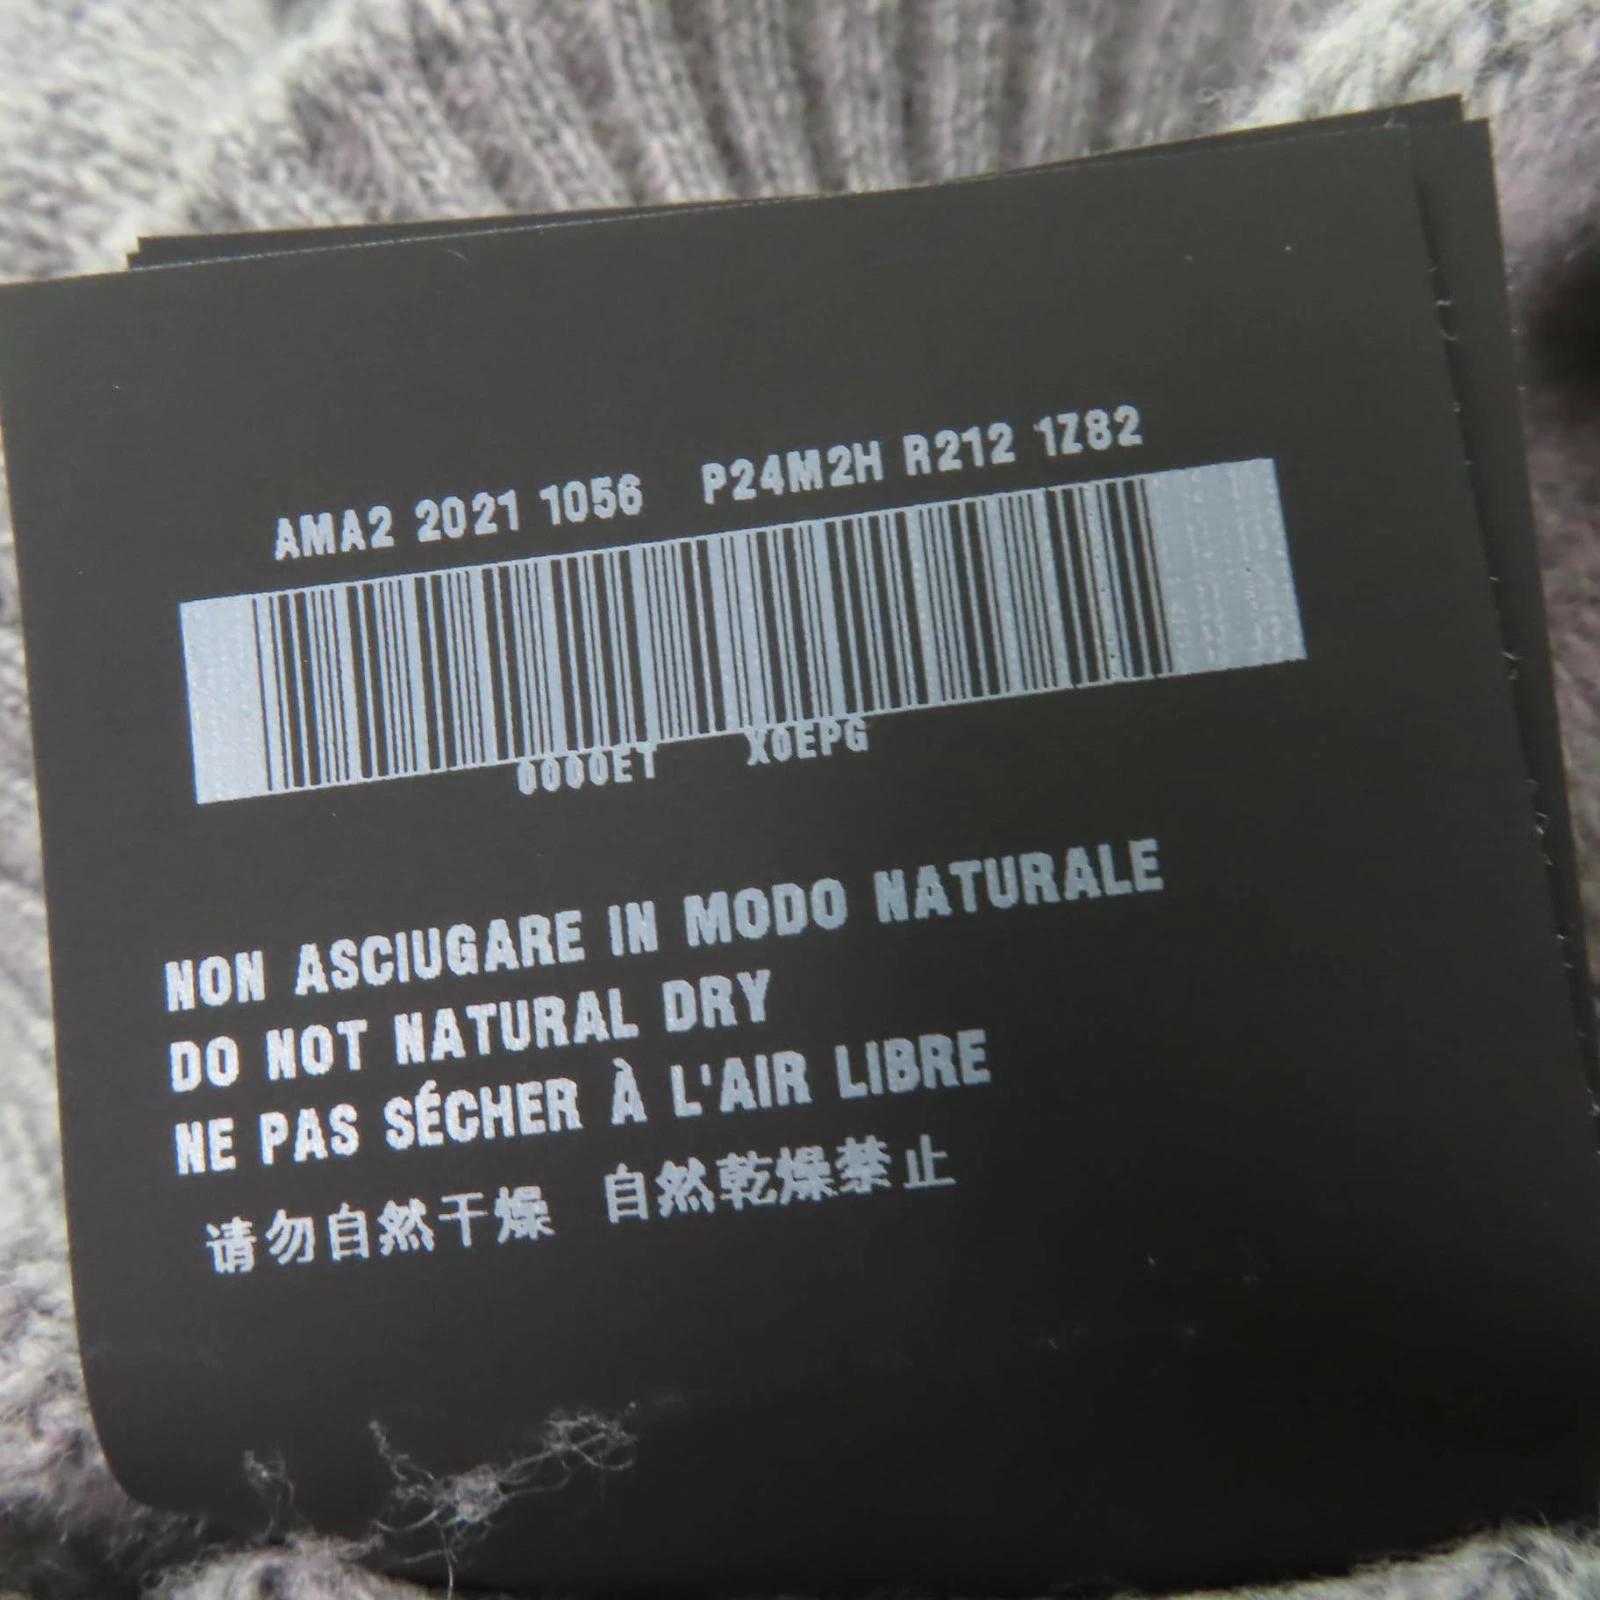 AMA2 2021 1056 P24M2H R212 1Z82
0000ET X0EPG
NON ASCIUGARE IN MODO NATURALE
DO NOT NATURAL DRY
NE PAS SÉCHER À L'AIR LIBRE
请勿自然干燥 自然乾燥禁止